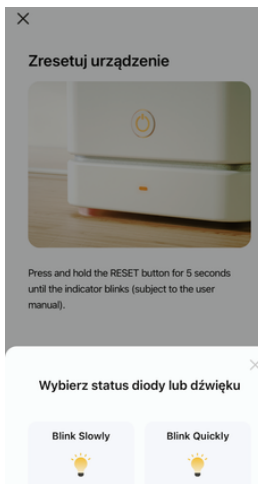 Zresetuj urządzenie
Press and hold the RESET button for 5 seconds
until the indicator blinks (subject to the user
manual).
Wybierz status diody lub dźwięku
Blink Slowly
Blink Quickly